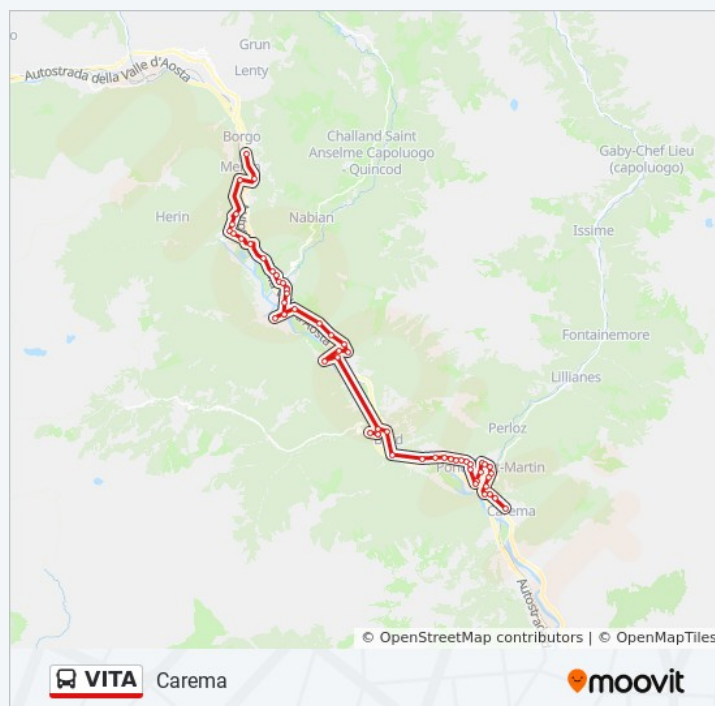 Grun
Autostrada della Valle d'Aosta
Lenty
Borgo
Challand Saint
Anselme Capoluogo
- Quincod
Gaby-Chef Lieu
(capoluogo)
Herin
Nabian
Issime
Fontainemore
Lillianes
Perloz
Carema
Autostrada
© OpenStreetMap contributors | © OpenMapTiles
VITA
Carema
moovit